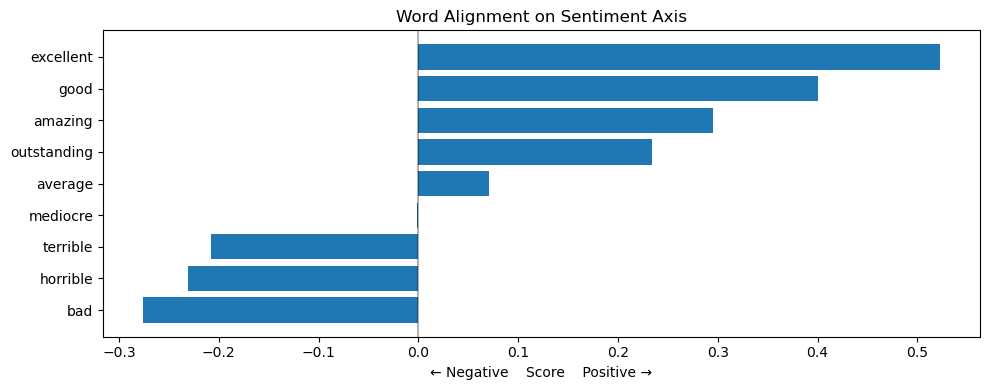 Word Alignment on Sentiment Axis
excellent
good
amazing
outstanding
average
mediocre
terrible
horrible
bad
−0.3 −0.2 −0.1 0.0 0.1 0.2 0.3 0.4 0.5
← Negative Score Positive →